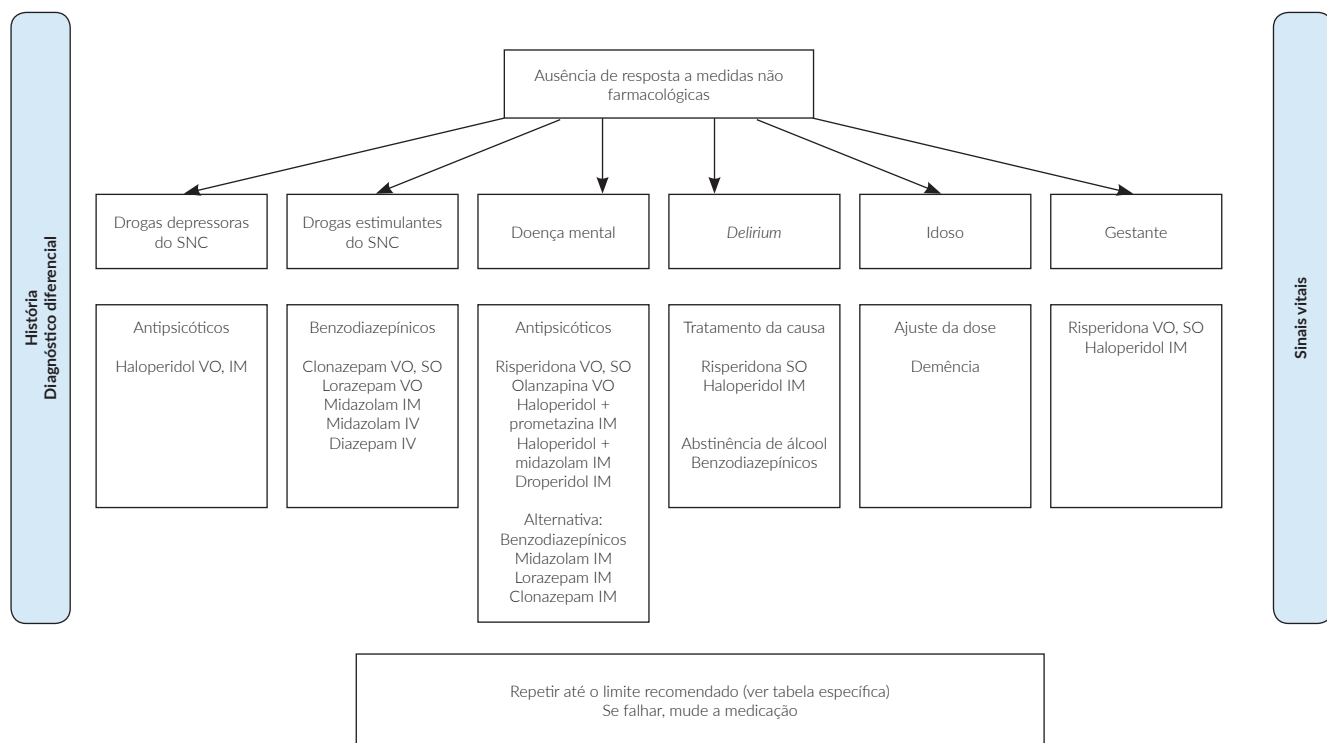 História
Diagnóstico diferencial
Ausência de resposta a medidas não
farmacológicas
Drogas depressoras
do SNC
Drogas estimulantes
do SNC
Doença mental
Delirium
Idoso
Gestante
Antipsicóticos
Haloperidol VO, IM
Benzodiazepínicos
Clonazepam VO, SO
Lorazepam VO
Midazolam IM
Midazolam IV
Diazepam IV
Antipsicóticos
Risperidona VO, SO
Olanzapina VO
Haloperidol +
prometazina IM
Haloperidol +
midazolam IM
Droperidol IM
Alternativa:
Benzodiazepínicos
Midazolam IM
Lorazepam IM
Clonazepam IM
Tratamento da causa
Risperidona SO
Haloperidol IM
Abstinência de álcool
Benzodiazepínicos
Ajuste da dose
Demência
Risperidona VO, SO
Haloperidol IM
Sinais vitais
Repetir até o limite recomendado (ver tabela específica)
Se falhar, mude a medicação